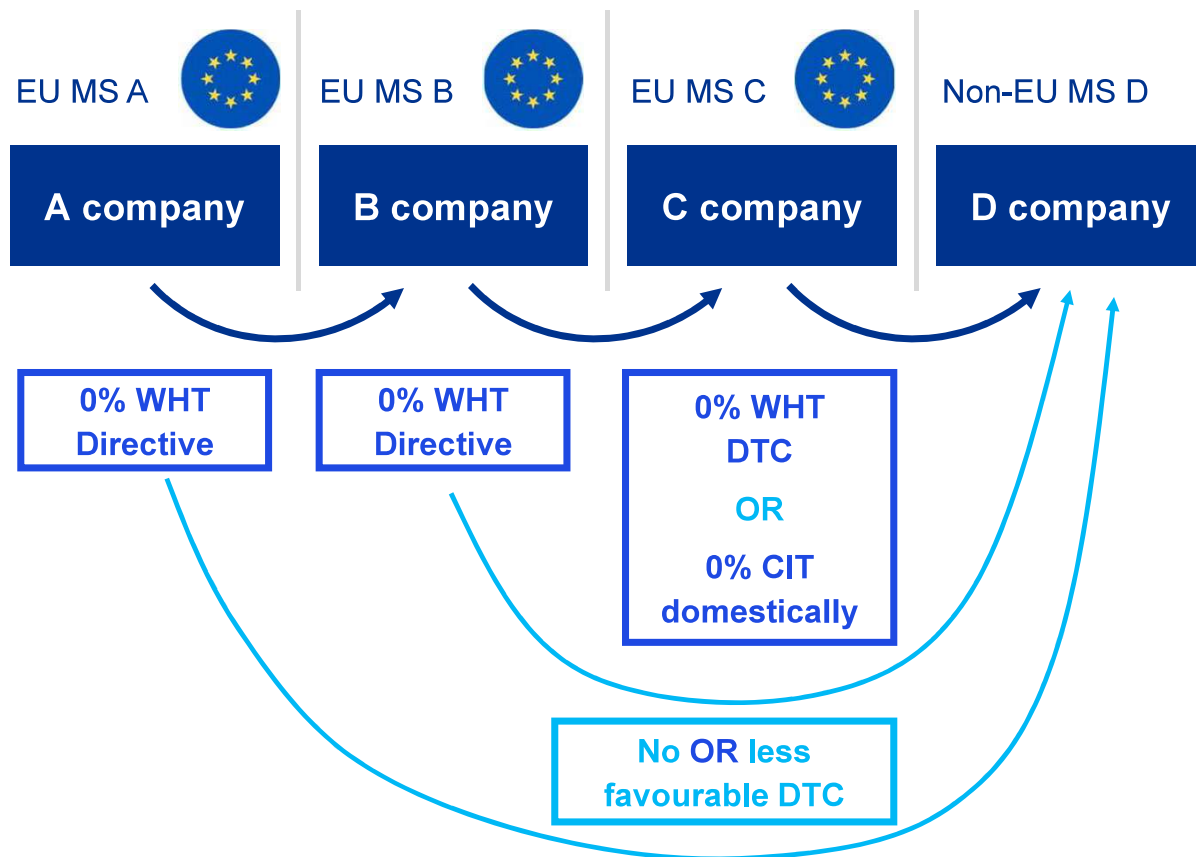 EU MS A
EU MS B
EU MS C
Non-EU MS D
A company
B company
C company
D company
0% WHT
Directive
0% WHT
Directive
0% WHT
DTC
OR
0% CIT
domestically
No OR less
favourable DTC